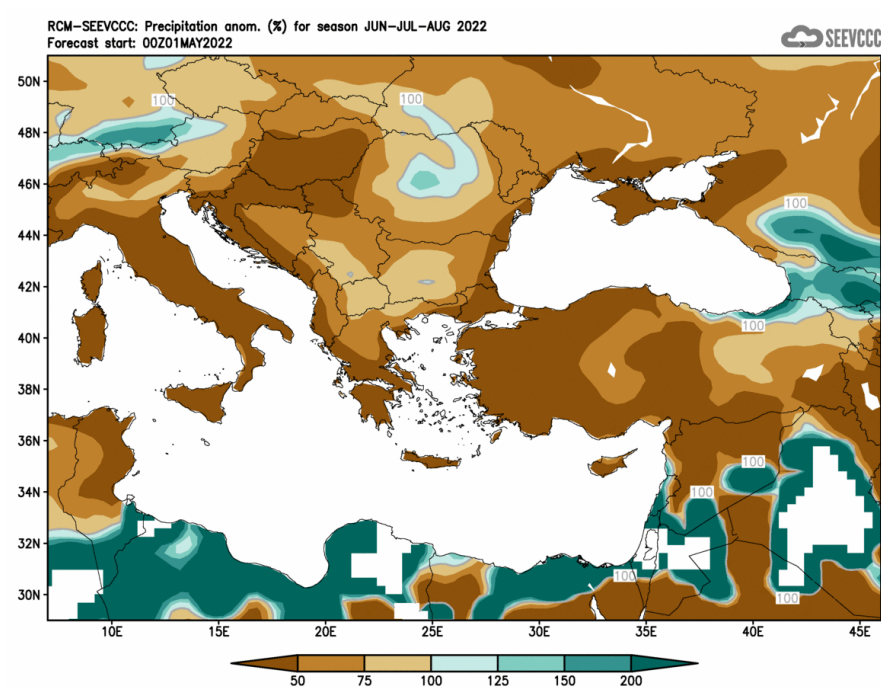 RCM-SEEVCCC: Precipitation anom. (%) for season JUN-JUL-AUG 2022
Forecast start: 00Z01MAY2022
SEEVCCC
50N
48N
46N
44N
42N
40N
38N
36N
34N
32N
30N
100
100
100
100
100
100
100
100
10E
15E
20E
25E
30E
35E
40E
45E
50
75
100
125
150
200